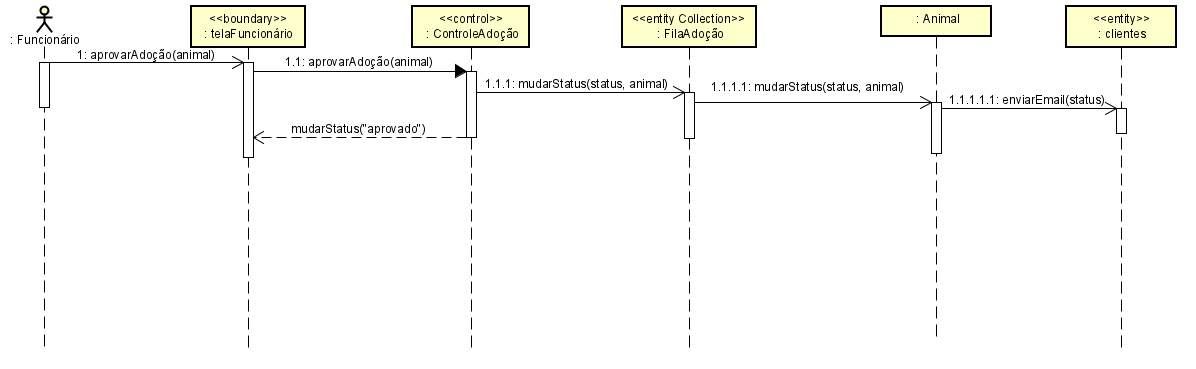 <<boundary>>
<<control>>
<<entity Collection>>
: Animal
<<entity>>
: Funcionário
: telaFuncionário
: ControleAdoção
: FilaAdoção
: clientes
1: aprovarAdoção(animal)
1.1: aprovarAdoção(animal)
1.1.1: mudarStatus(status, animal)
1.1.1.1: mudarStatus(status, animal)
1.1.1.1.1: enviarEmail(status)
mudarStatus("aprovado")